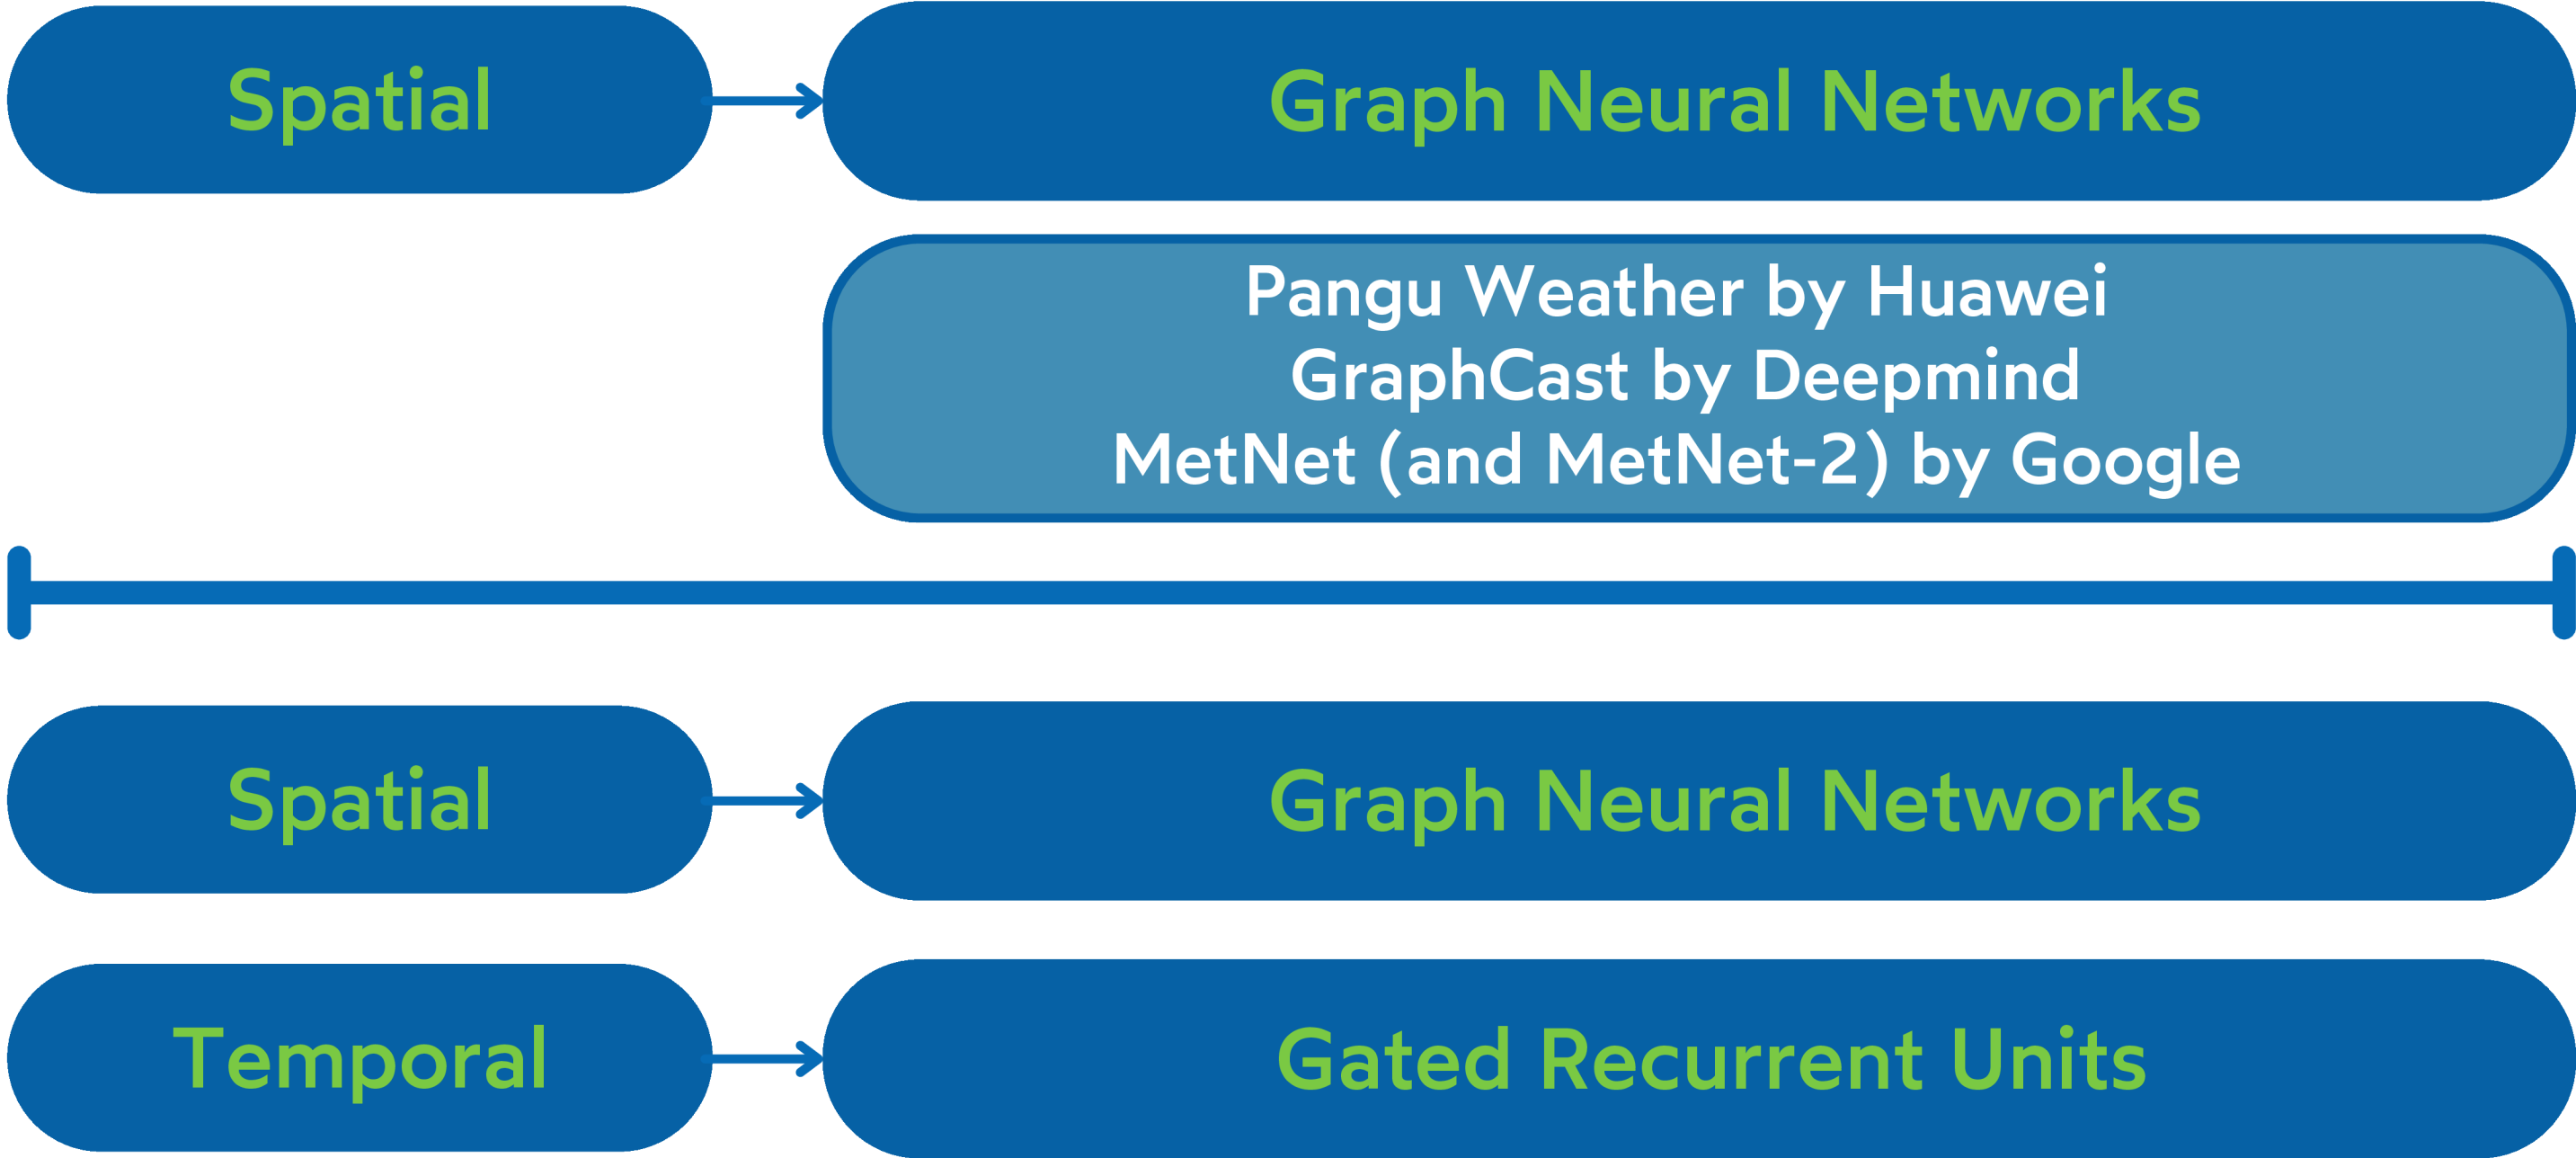 Spatial
Graph Neural Networks
Pangu Weather by Huawei
GraphCast by Deepmind
MetNet (and MetNet-2) by Google
Spatial
Graph Neural Networks
Temporal
Gated Recurrent Units